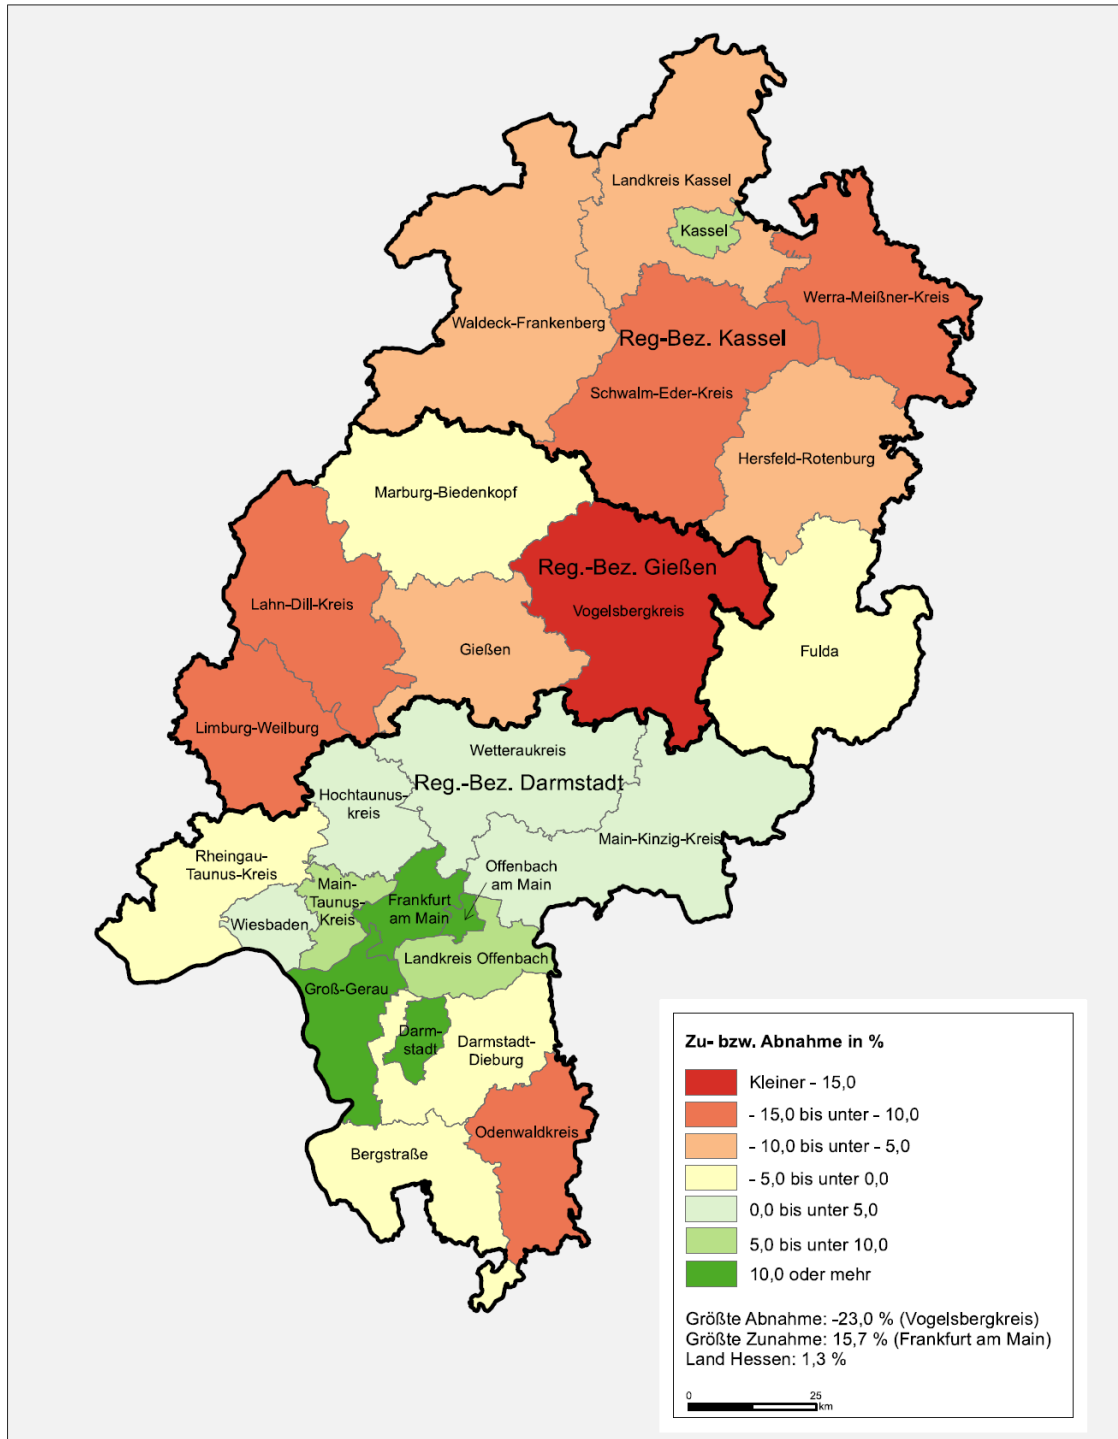 Landkreis Kassel
Kassel
Werra-Meißner-Kreis
Waldeck-Frankenberg
Reg-Bez. Kassel
Schwalm-Eder-Kreis
Hersfeld-Rotenburg
Marburg-Biedenkopf
Reg.-Bez. Gießen
Lahn-Dill-Kreis
Vogelsbergkreis
Gießen
Fulda
Limburg-Weilburg
Wetteraukreis
Reg.-Bez. Darmstadt
Hochtaunus-
kreis
Main-Kinzig-Kreis
Rheingau-
Taunus-Kreis
Offenbach
am Main
Main-
Taunus-
Kreis
Frankfurt
am Main
Wiesbaden
Landkreis Offenbach
Groß-Gerau
Darm-
stadt
Darmstadt-
Dieburg
Odenwaldkreis
Bergstraße
Zu- bzw. Abnahme in %
Kleiner - 15,0
- 15,0 bis unter - 10,0
- 10,0 bis unter - 5,0
- 5,0 bis unter 0,0
0,0 bis unter 5,0
5,0 bis unter 10,0
10,0 oder mehr
Größte Abnahme: -23,0 % (Vogelsbergkreis)
Größte Zunahme: 15,7 % (Frankfurt am Main)
Land Hessen: 1,3 %
0 25
km